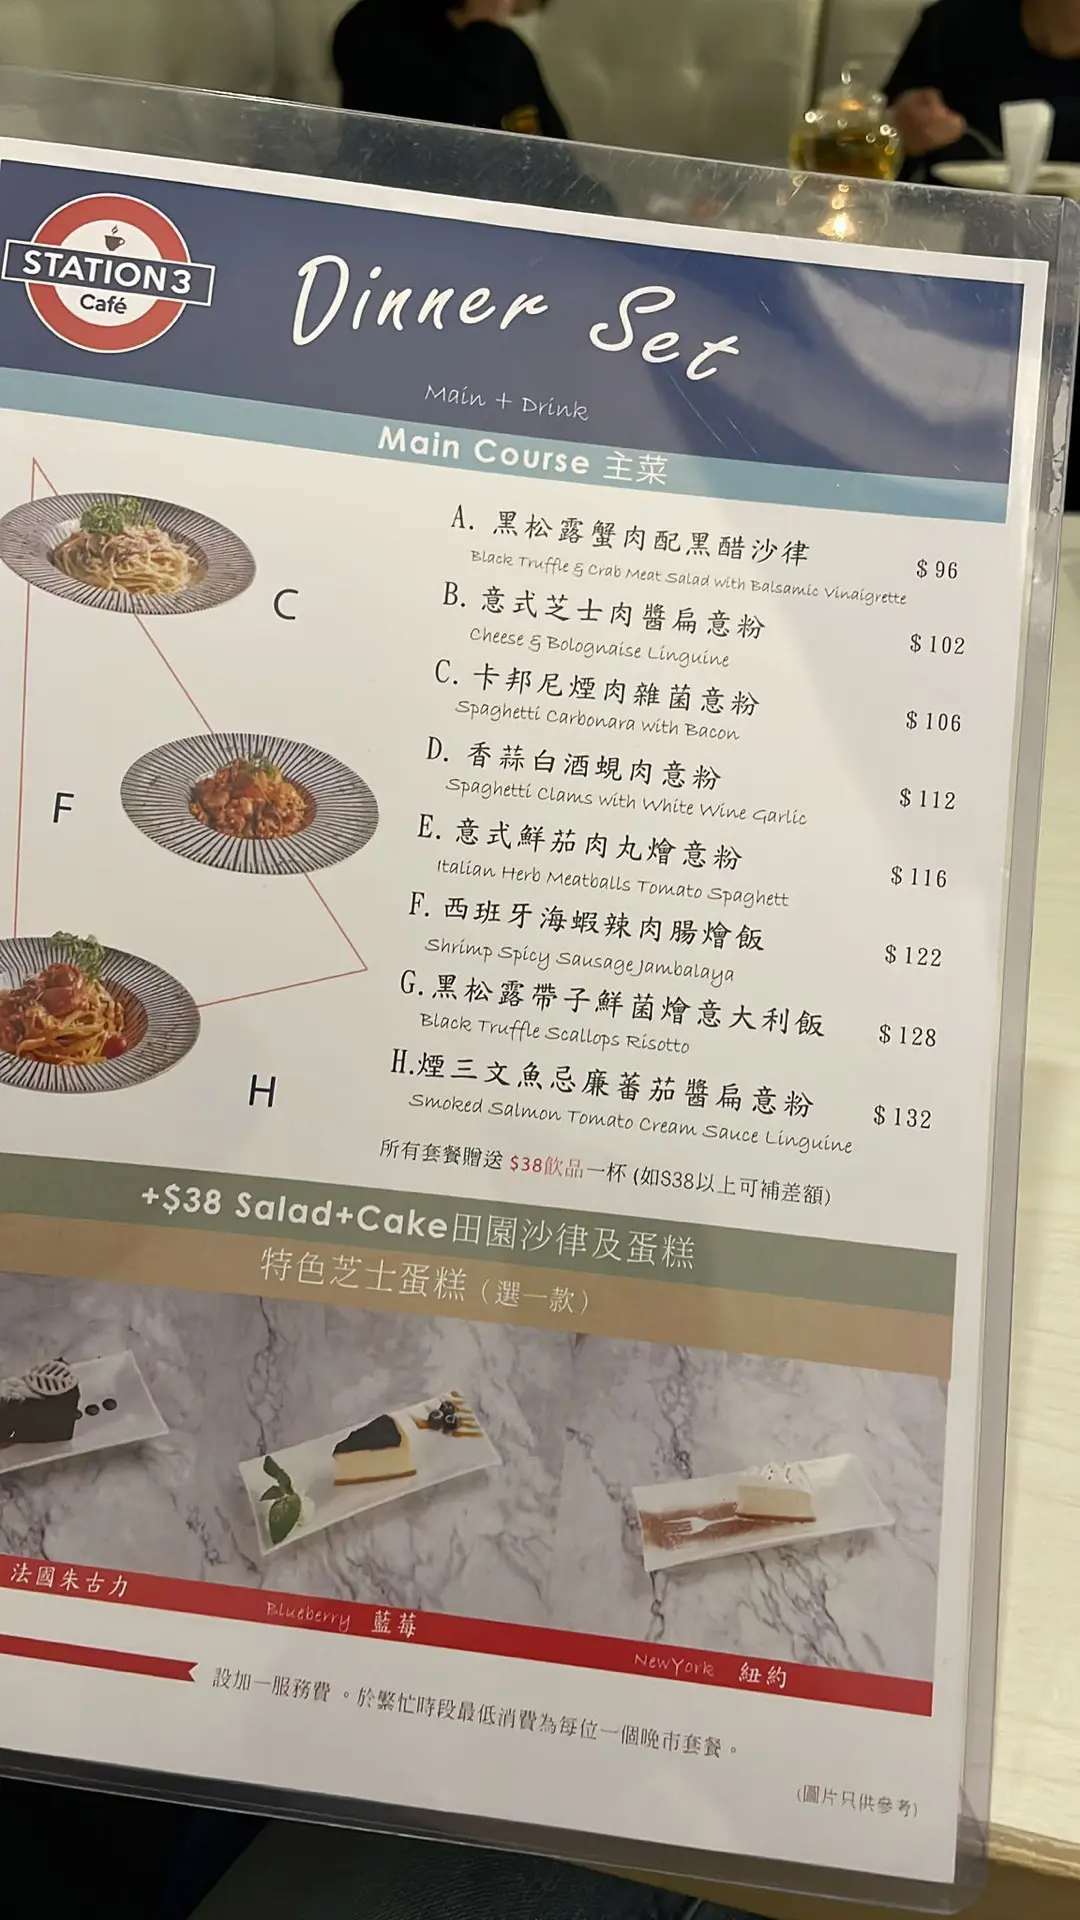 STATION 3
Café
Dinner Set
Main + Drink
Main Course 主菜
A. 黑松露蟹肉配黑醋沙律 $96
Black Truffle & Crab Meat Salad with Balsamic Vinaigrette
B. 意式芝士肉醬扁意粉 $102
Cheese & Bolognaise Linguine
C. 卡邦尼煙肉雜菌意粉 $106
Spaghetti Carbonara with Bacon
D. 香蒜白酒蜆肉意粉 $112
Spaghetti Clams with White Wine Garlic
E. 意式鮮茄肉丸燴意粉 $116
Italian Herb Meatballs Tomato Spaghett
F. 西班牙海蝦辣肉腸燴飯 $122
Shrimp Spicy Sausage Jambalaya
G. 黑松露帶子鮮菌燴意大利飯 $128
Black Truffle Scallops Risotto
H. 煙三文魚忌廉蕃茄醬扁意粉 $132
Smoked Salmon Tomato Cream Sauce Linguine
C
F
H
所有套餐贈送 $38飲品一杯 (如$38以上可補差額)
+$38 Salad+Cake田園沙律及蛋糕
特色芝士蛋糕（選一款）
法國朱古力
Blueberry 藍莓
NewYork 紐約
設加一服務費 。於繁忙時段最低消費為每位一個晚市套餐。
(圖片只供參考)